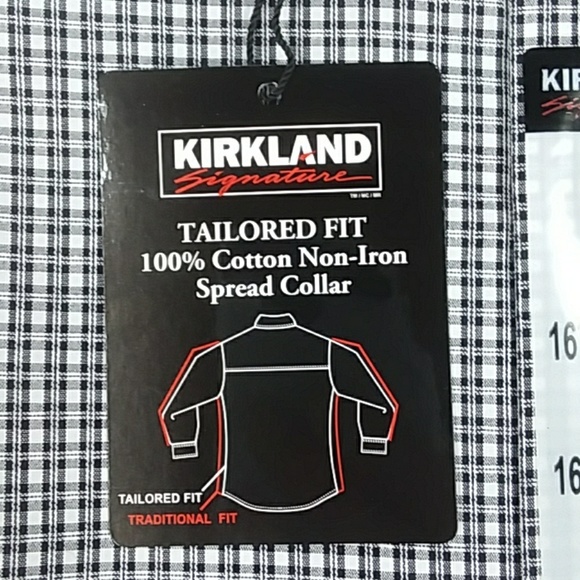 KIRKLAND
Signature
TM / MC / MR
TAILORED FIT
100% Cotton Non-Iron
Spread Collar
TAILORED FIT
TRADITIONAL FIT
16
16